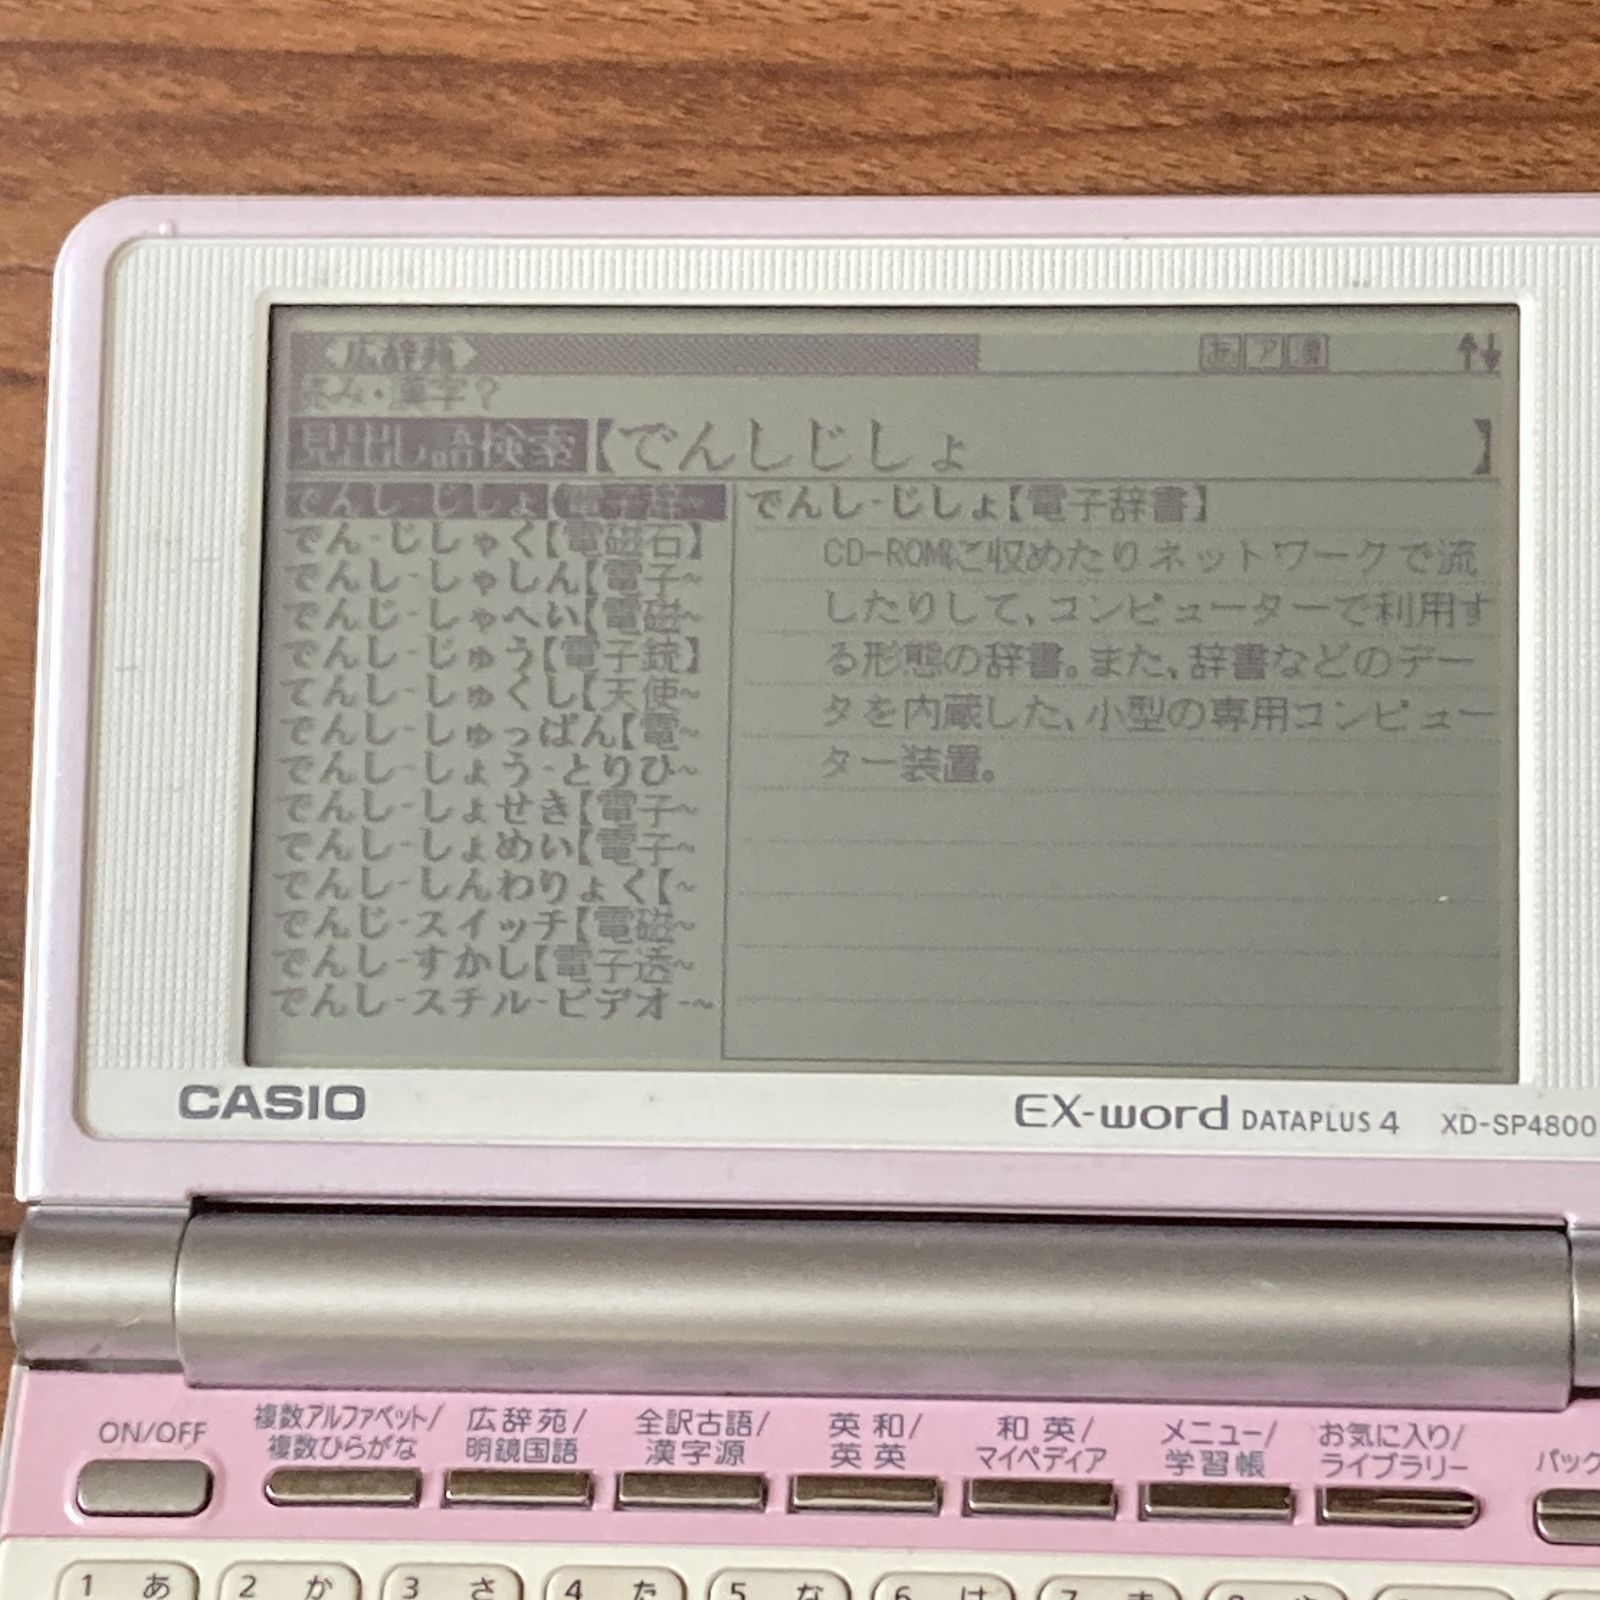 広辞苑 あ ア 漢 ↑↓
読み・漢字?
見出し語検索【でんしじしょ 】
でんし-じしょ【電子辞~
でん-じしゃく【電磁石】
でんし-しゃしん【電子~
でんじ-しゃへい【電磁~
でんし-じゅう【電子銃】
てんし-しゅくし【天使~
でんし-しゅっぱん【電~
でんし-しょう-とりひ~
でんし-しょせき【電子~
でんし-しょめい【電子~
でんし-しんわりょく【~
でんじ-スイッチ【電磁~
でんし-すかし【電子透~
でんし-スチル-ビデオ-~
でんし-じしょ【電子辞書】
CD-ROMに収めたりネットワークで流
したりして、コンピューターで利用す
る形態の辞書。また、辞書などのデー
タを内蔵した、小型の専用コンピュー
ター装置。
CASIO
EX-word DATAPLUS 4 XD-SP4800
ON/OFF
複数アルファベット/
複数ひらがな
広辞苑/
明鏡国語
全訳古語/
漢字源
英和/
英英
和英/
マイペディア
メニュー/
学習帳
お気に入り/
ライブラリー
バック
1 あ
2 か
3 さ
4 た
5 な
6 は
7 ま
8 や